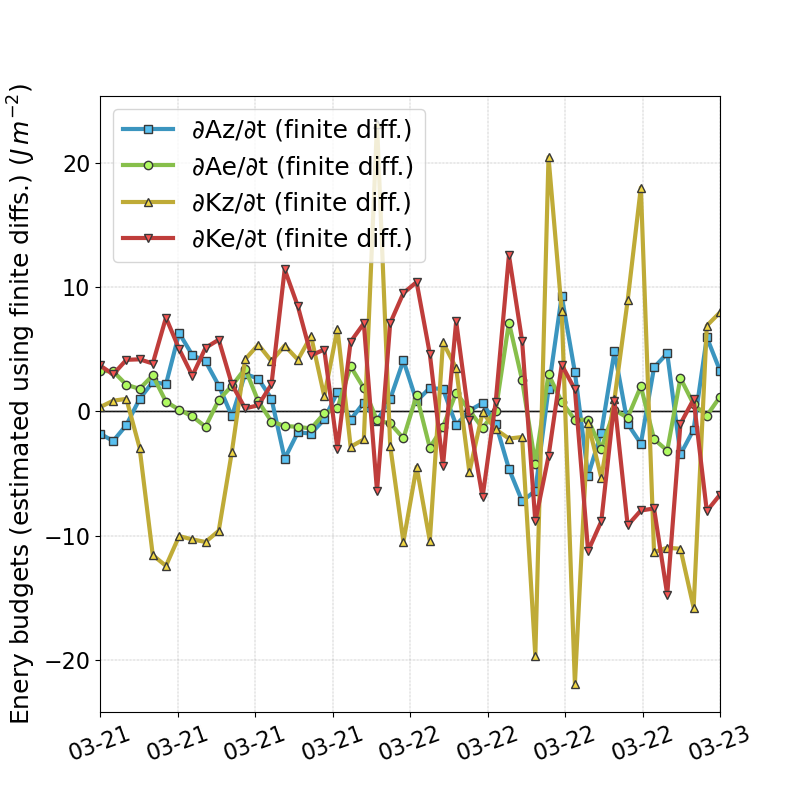 Enery budgets (estimated using finite diffs.) (J m⁻²)
∂Az/∂t (finite diff.)
∂Ae/∂t (finite diff.)
∂Kz/∂t (finite diff.)
∂Ke/∂t (finite diff.)
20
10
0
−10
−20
03-21 03-21 03-21 03-21 03-22 03-22 03-22 03-22 03-23